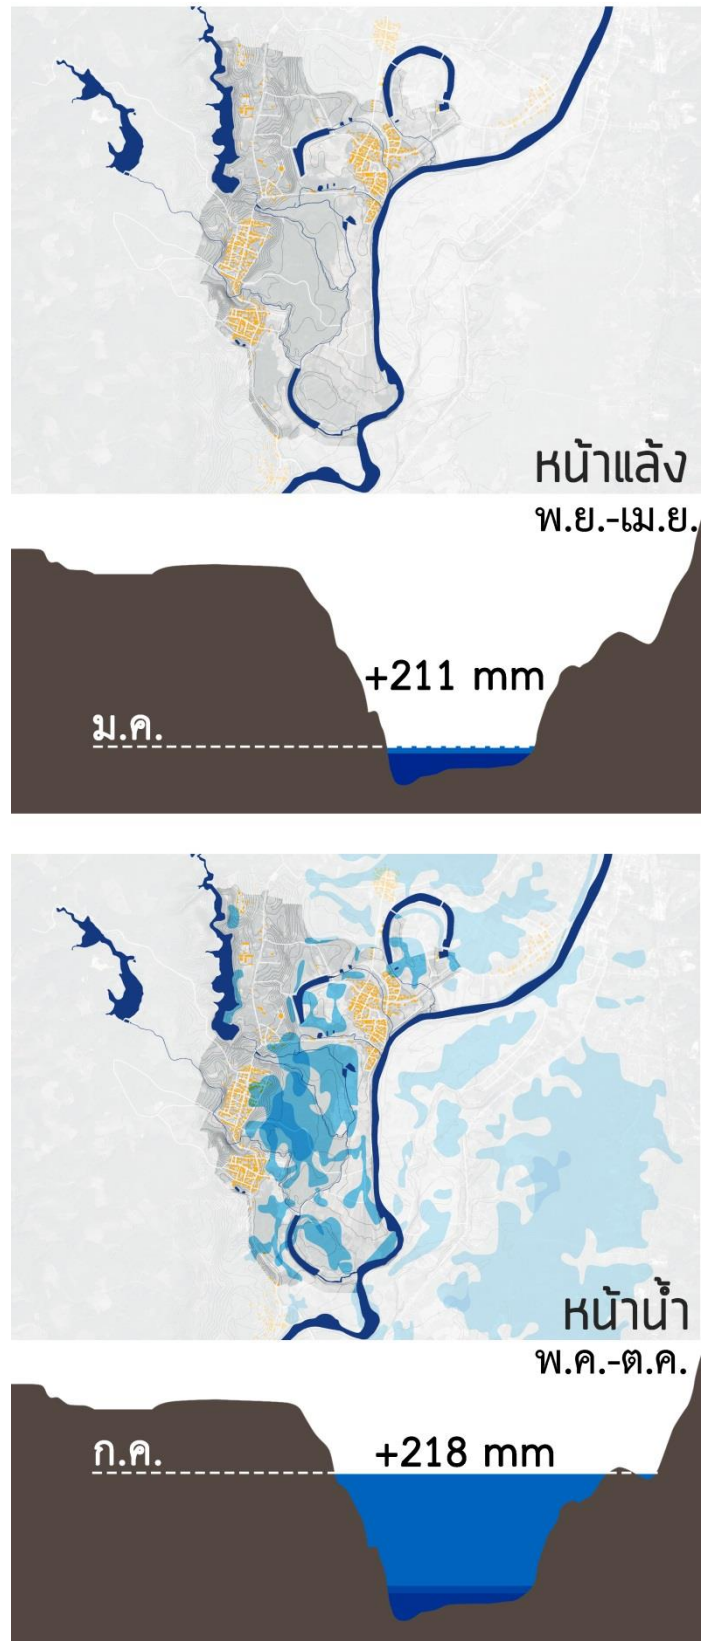 หน้าแล้ง
พ.ย.-เม.ย.
+211 mm
ม.ค.
หน้าน้ำ
พ.ค.-ต.ค.
ก.ค.
+218 mm